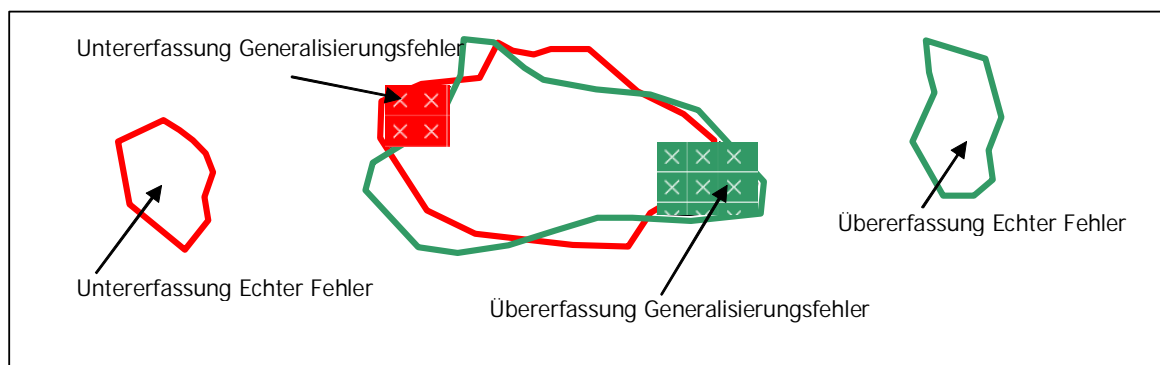 Untererfassung Generalisierungsfehler
Übererfassung Echter Fehler
Untererfassung Echter Fehler
Übererfassung Generalisierungsfehler